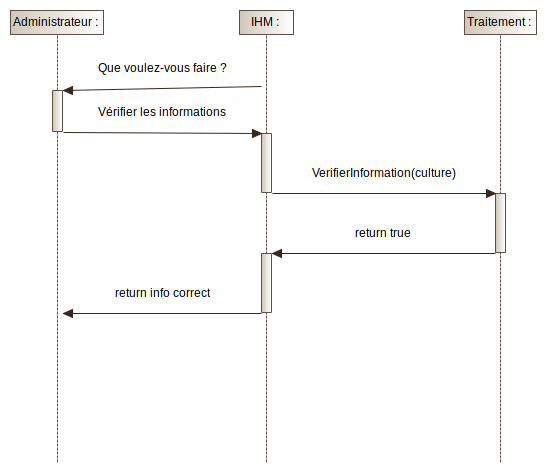 Administrateur :
IHM :
Traitement :
Que voulez-vous faire ?
Vérifier les informations
VerifierInformation(culture)
return true
return info correct